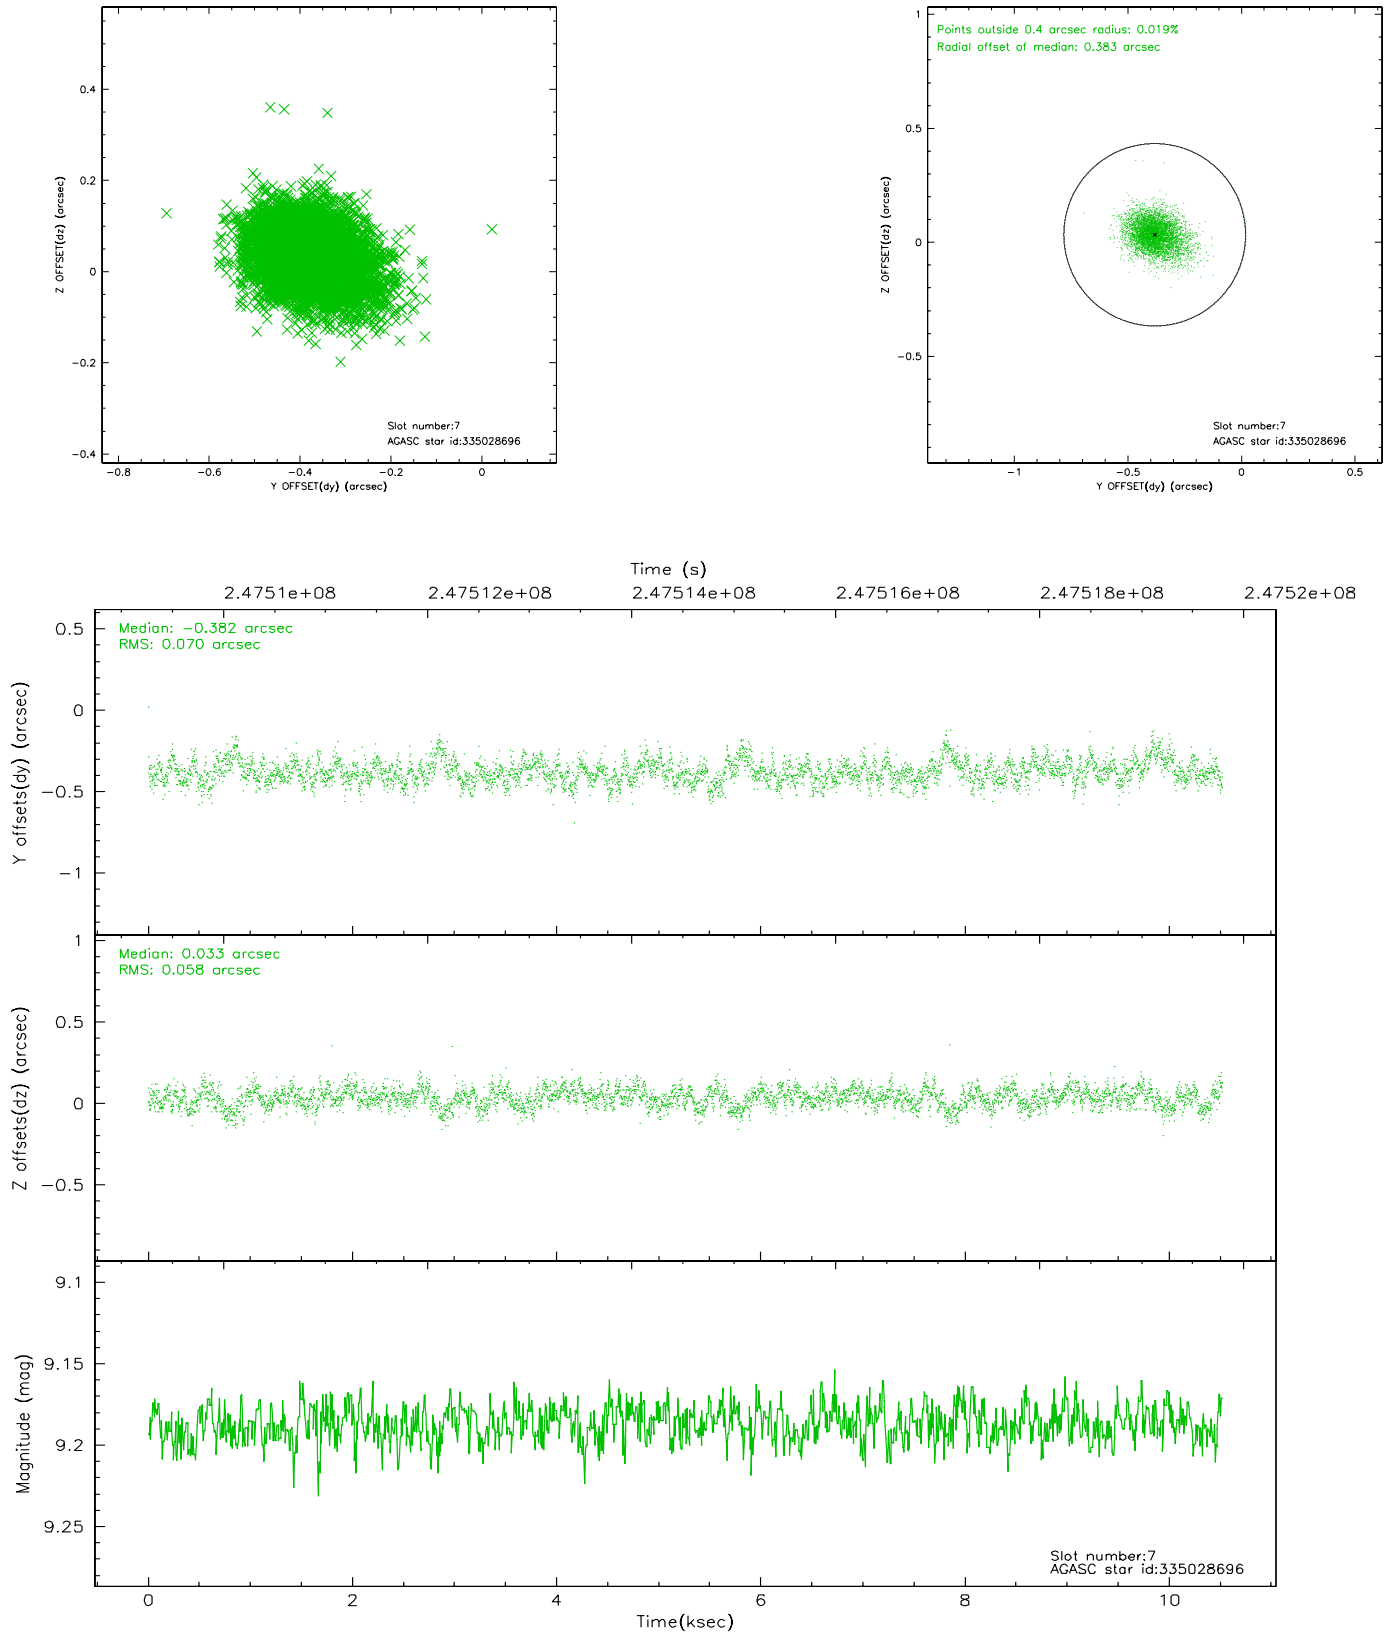 0.4
0.2
0
−0.2
−0.4
Z OFFSET(dz) (arcsec)
Slot number:7
AGASC star id:335028696
−0.8
−0.6
−0.4
−0.2
0
Y OFFSET(dy) (arcsec)
Points outside 0.4 arcsec radius: 0.019%
Radial offset of median: 0.383 arcsec
1
0.5
0
−0.5
Z OFFSET(dz) (arcsec)
Slot number:7
AGASC star id:335028696
−1
−0.5
0
0.5
Y OFFSET(dy) (arcsec)
Time (s)
2.4751e+08
2.47512e+08
2.47514e+08
2.47516e+08
2.47518e+08
2.4752e+08
Median: −0.382 arcsec
RMS: 0.070 arcsec
0.5
0
−0.5
−1
Y offsets(dy) (arcsec)
Median: 0.033 arcsec
RMS: 0.058 arcsec
1
0.5
0
−0.5
Z offsets(dz) (arcsec)
9.1
9.15
9.2
9.25
Magnitude (mag)
Slot number:7
AGASC star id:335028696
0
2
4
6
8
10
Time(ksec)